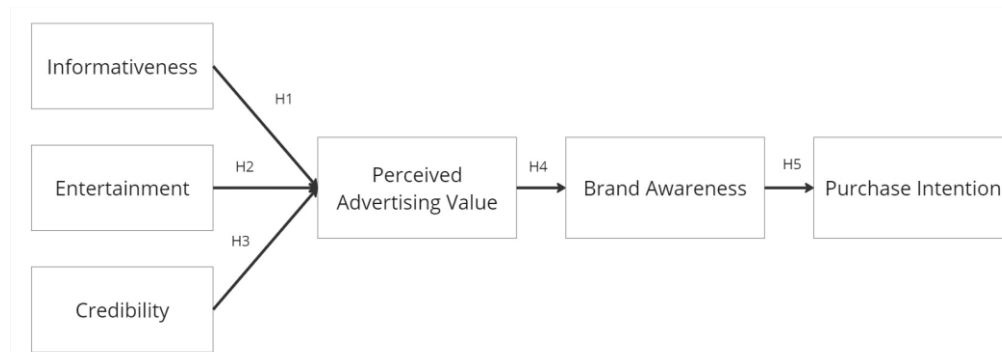 Informativeness
H1
Entertainment
H2
H3
Credibility
Perceived
Advertising Value
H4
Brand Awareness
H5
Purchase Intention